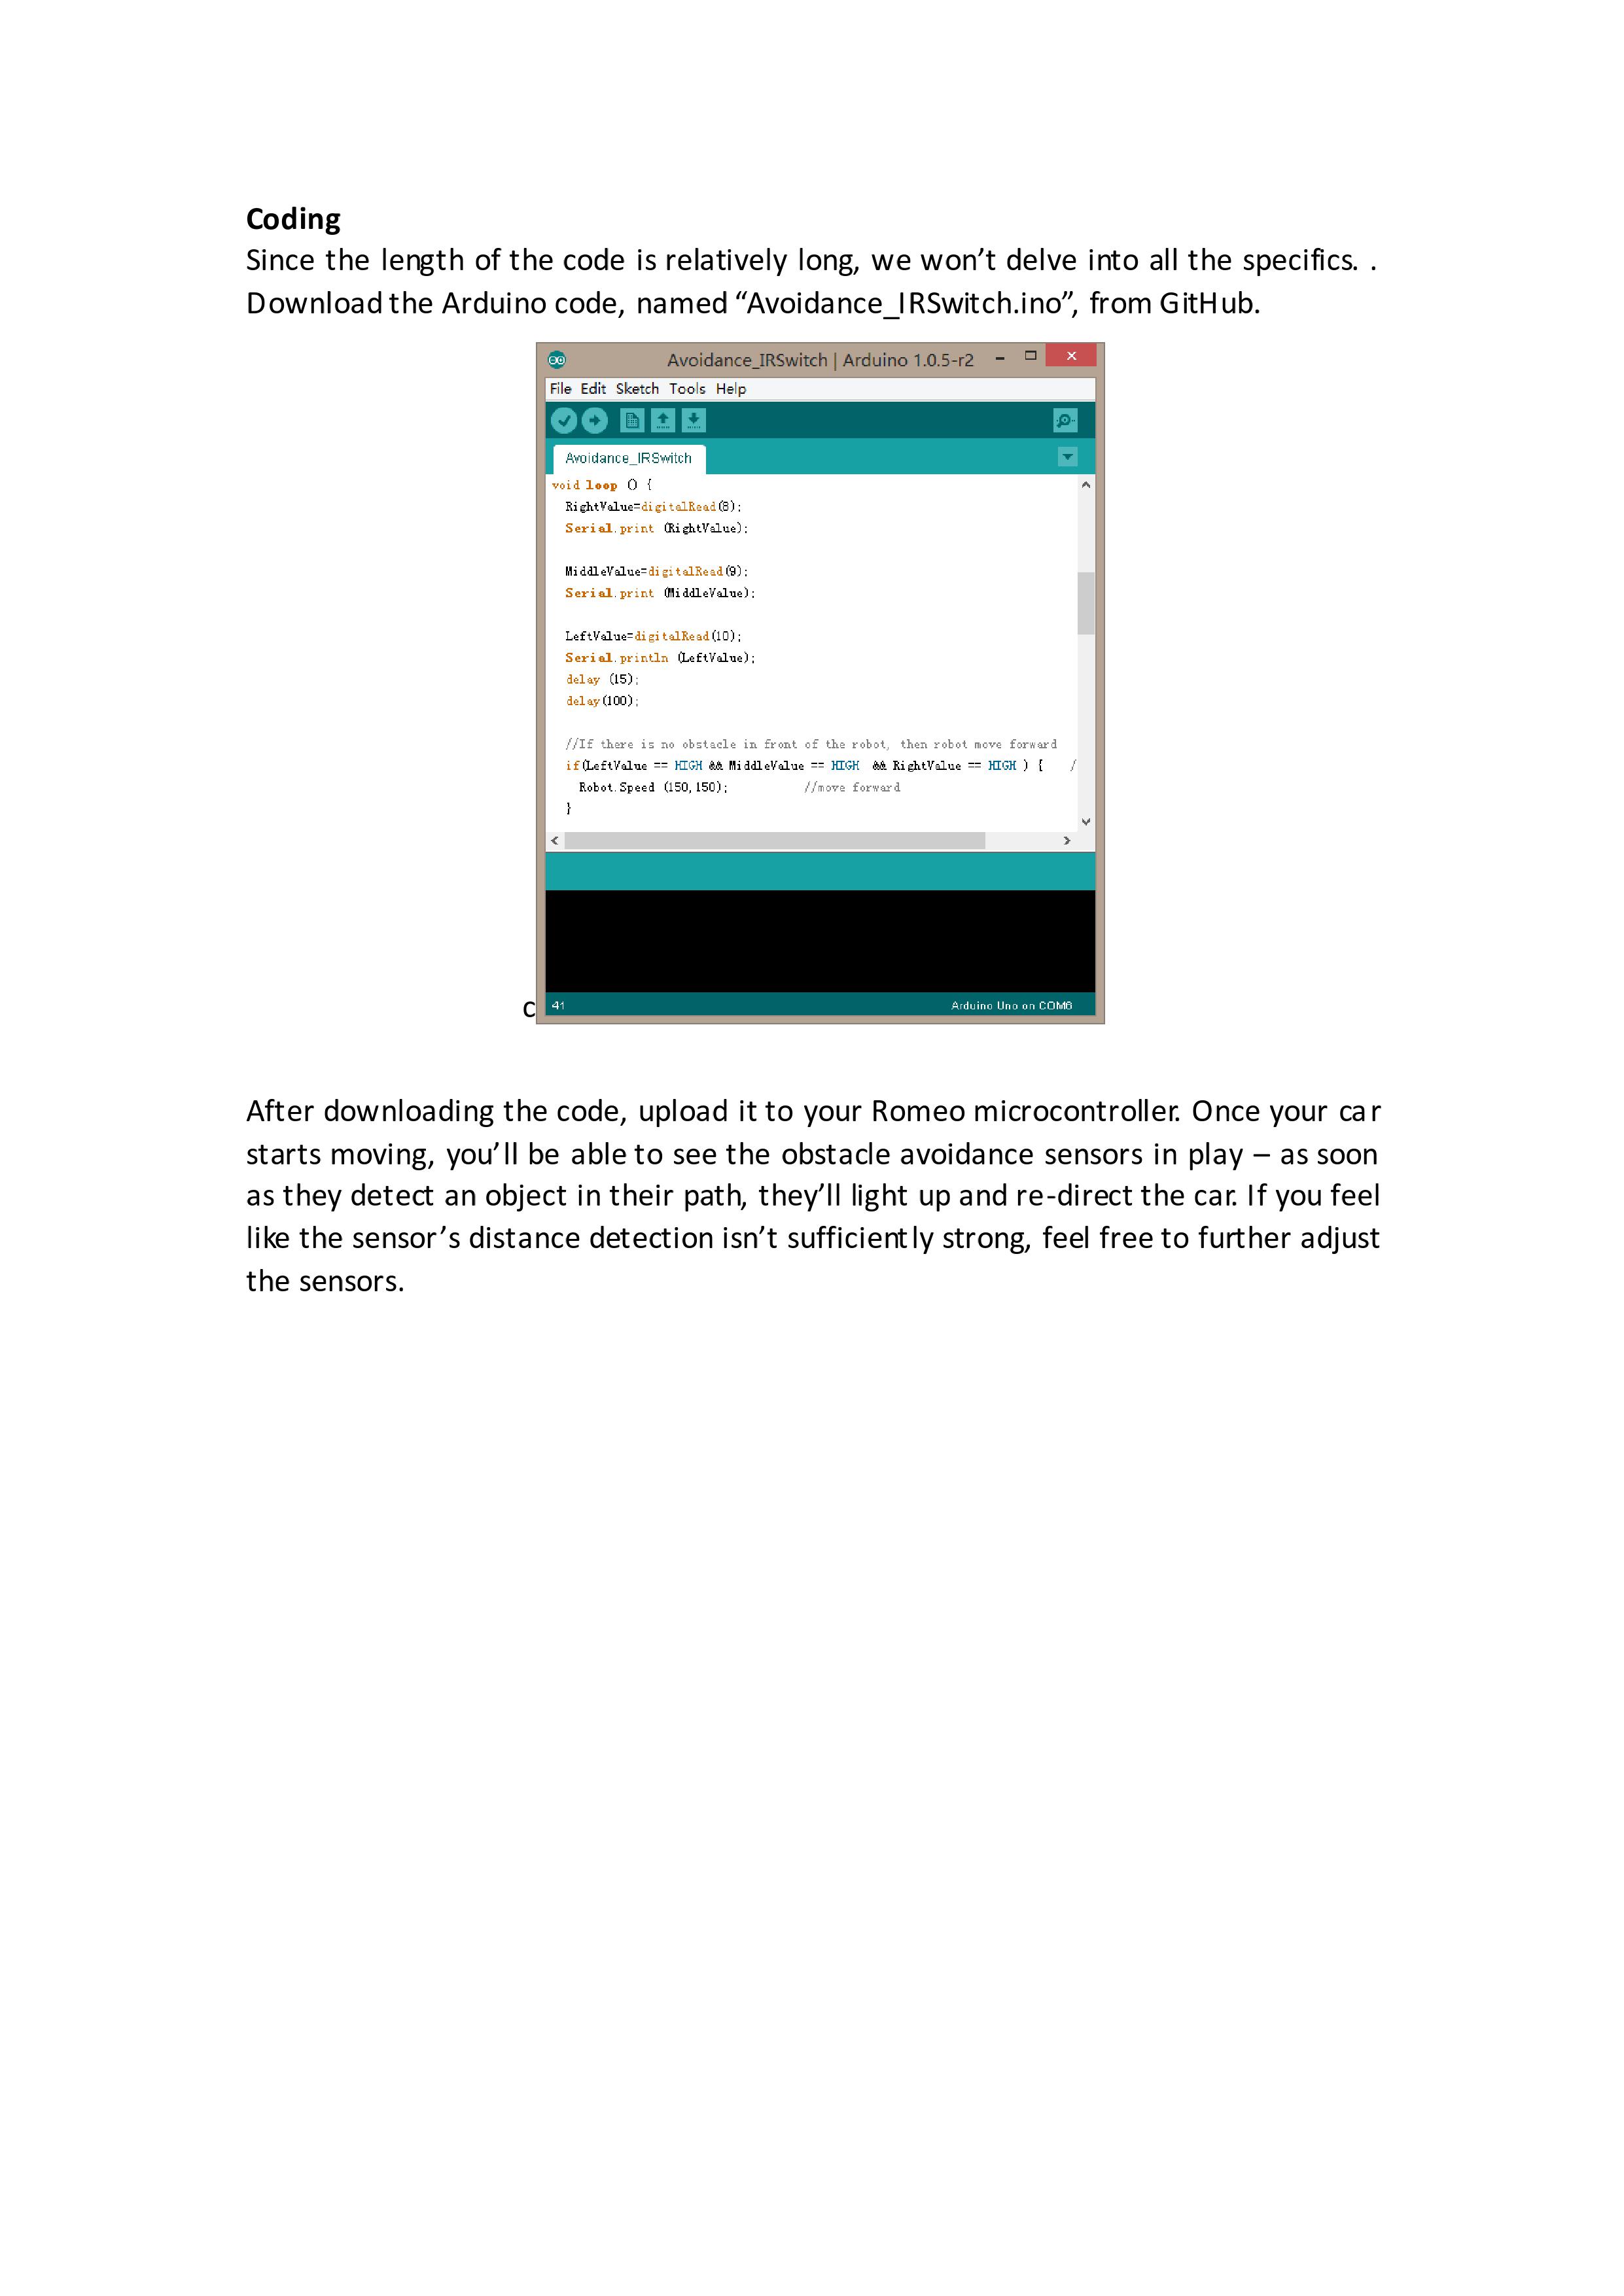 Coding
Since the length of the code is relatively long, we won’t delve into all the specifics. .
Download the Arduino code, named “Avoidance_IRSwitch.ino”, from GitHub.
Avoidance_IRSwitch | Arduino 1.0.5-r2
File Edit Sketch Tools Help
Avoidance_IRSwitch
void loop () {
RightValue=digitalRead(8);
Serial.print (RightValue);
MiddleValue=digitalRead(9);
Serial.print (MiddleValue);
LeftValue=digitalRead(10);
Serial.println (LeftValue);
delay (15);
delay(100);
//If there is no obstacle in front of the robot, then robot move forward
if(LeftValue == HIGH && MiddleValue == HIGH && RightValue == HIGH ) { /
Robot.Speed (150,150); //move forward
}
c
41 Arduino Uno on COM6
After downloading the code, upload it to your Romeo microcontroller. Once your car
starts moving, you’ll be able to see the obstacle avoidance sensors in play – as soon
as they detect an object in their path, they’ll light up and re-direct the car. If you feel
like the sensor’s distance detection isn’t sufficiently strong, feel free to further adjust
the sensors.